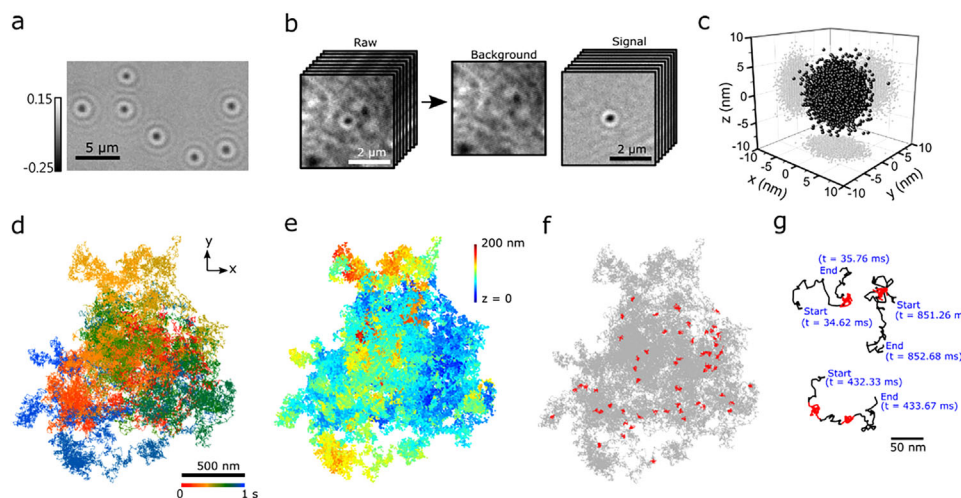 a
0.15
-0.25
5 µm
b
Raw
2 µm
Background
Signal
2 µm
c
10
5
0
-5
-10
z (nm)
-10
-5
0
5
10
x (nm)
-10
0
10
y (nm)
d
y
x
500 nm
0
1 s
e
200 nm
z = 0
f
g
(t = 35.76 ms)
End
Start
(t = 34.62 ms)
Start
(t = 851.26 m
End
(t = 852.68 ms)
Start
(t = 432.33 ms)
End
(t = 433.67 ms)
50 nm